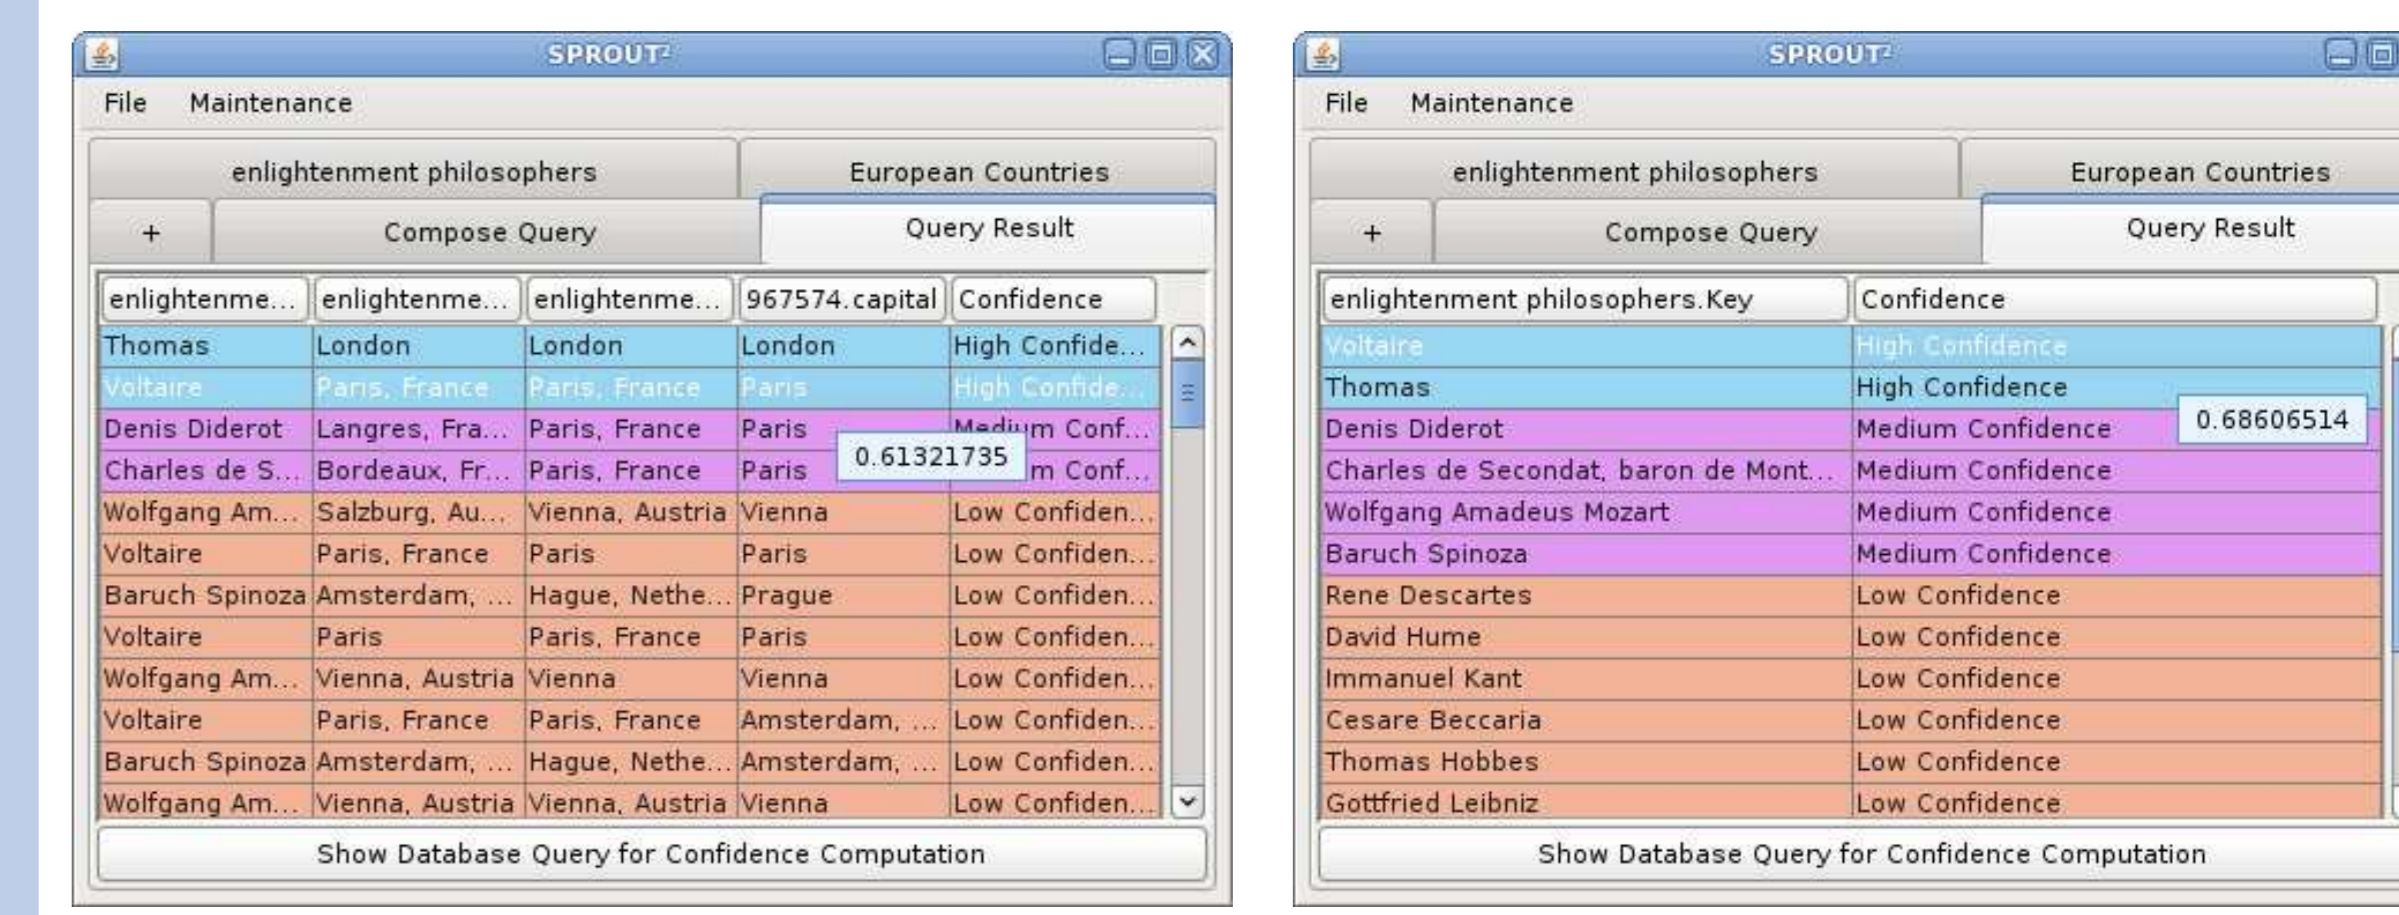 SPROUT²
File Maintenance
enlightenment philosophers European Countries
+ Compose Query Query Result
enlightenme... enlightenme... enlightenme... 967574.capital Confidence
Thomas London London London High Confide...
Voltaire Paris, France Paris, France Paris High Confide...
Denis Diderot Langres, Fra... Paris, France Paris Medium Conf...
0.61321735
Charles de S... Bordeaux, Fr... Paris, France Paris m Conf...
Wolfgang Am... Salzburg, Au... Vienna, Austria Vienna Low Confiden...
Voltaire Paris, France Paris Paris Low Confiden...
Baruch Spinoza Amsterdam, ... Hague, Nethe... Prague Low Confiden...
Voltaire Paris Paris, France Paris Low Confiden...
Wolfgang Am... Vienna, Austria Vienna Vienna Low Confiden...
Voltaire Paris, France Paris, France Amsterdam, ... Low Confiden...
Baruch Spinoza Amsterdam, ... Hague, Nethe... Amsterdam, ... Low Confiden...
Wolfgang Am... Vienna, Austria Vienna, Austria Vienna Low Confiden...
Show Database Query for Confidence Computation
SPROUT²
File Maintenance
enlightenment philosophers European Countries
+ Compose Query Query Result
enlightenment philosophers.Key Confidence
Voltaire High Confidence
Thomas High Confidence
0.68606514
Denis Diderot Medium Confidence
Charles de Secondat, baron de Mont... Medium Confidence
Wolfgang Amadeus Mozart Medium Confidence
Baruch Spinoza Medium Confidence
Rene Descartes Low Confidence
David Hume Low Confidence
Immanuel Kant Low Confidence
Cesare Beccaria Low Confidence
Thomas Hobbes Low Confidence
Gottfried Leibniz Low Confidence
Show Database Query for Confidence Computation